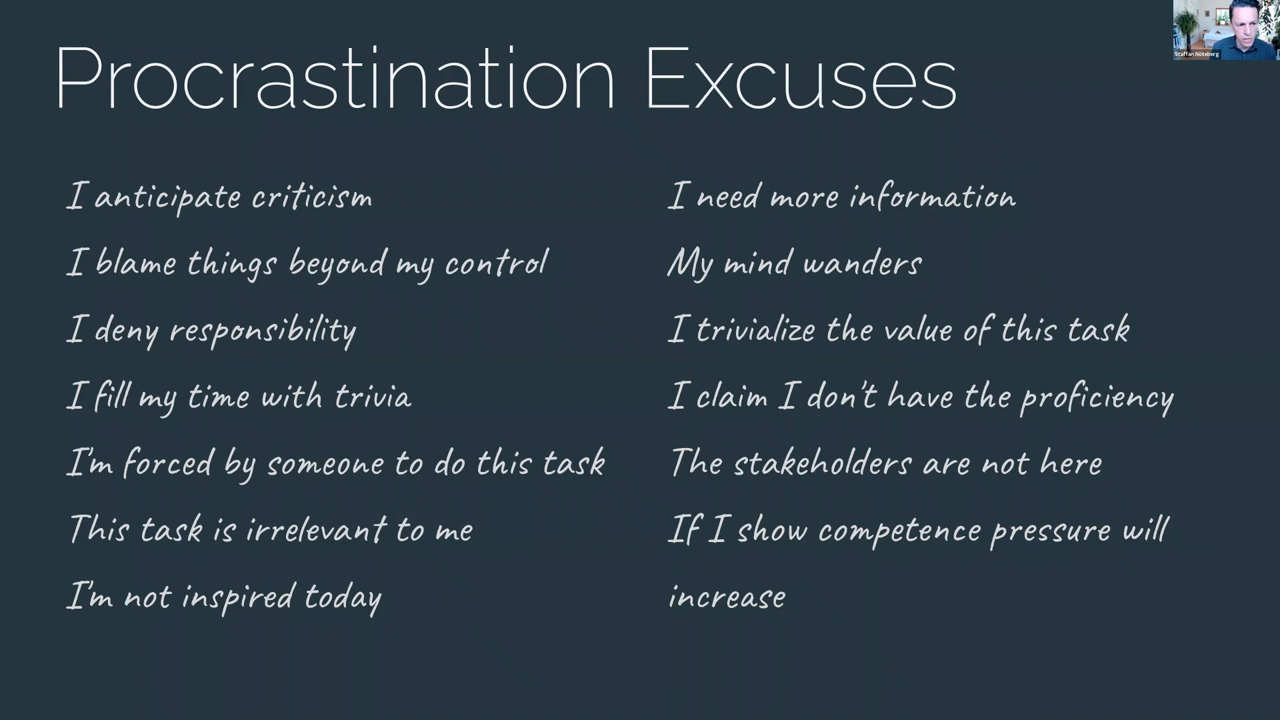 Procrastination Excuses
Staffan Nöteberg
I anticipate criticism
I blame things beyond my control
I deny responsibility
I fill my time with trivia
I'm forced by someone to do this task
This task is irrelevant to me
I'm not inspired today
I need more information
My mind wanders
I trivialize the value of this task
I claim I don't have the proficiency
The stakeholders are not here
If I show competence pressure will
increase